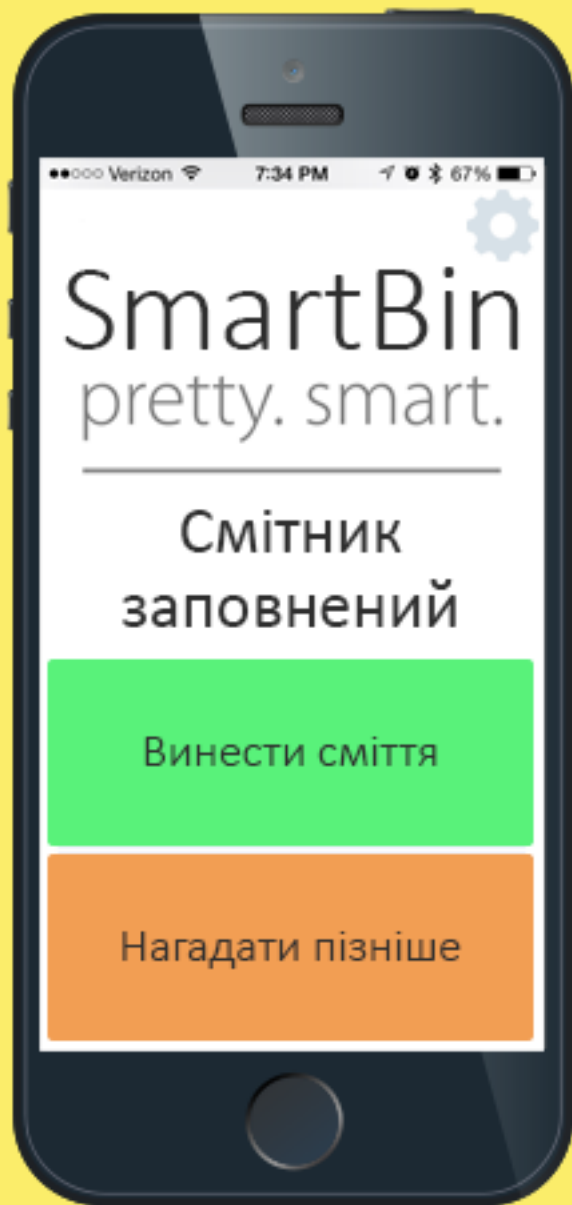 Verizon 7:34 PM 67%
SmartBin
pretty. smart.
Смітник
заповнений
Винести сміття
Нагадати пізніше